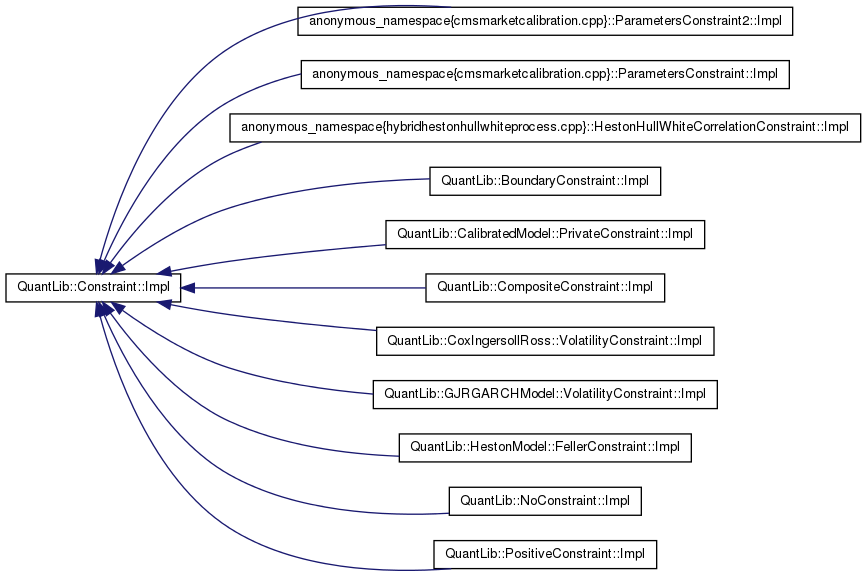 anonymous_namespace{cmsmarketcalibration.cpp}::ParametersConstraint2::Impl
anonymous_namespace{cmsmarketcalibration.cpp}::ParametersConstraint::Impl
anonymous_namespace{hybridhestonhullwhiteprocess.cpp}::HestonHullWhiteCorrelationConstraint::Impl
QuantLib::BoundaryConstraint::Impl
QuantLib::CalibratedModel::PrivateConstraint::Impl
QuantLib::Constraint::Impl
QuantLib::CompositeConstraint::Impl
QuantLib::CoxIngersollRoss::VolatilityConstraint::Impl
QuantLib::GJRGARCHModel::VolatilityConstraint::Impl
QuantLib::HestonModel::FellerConstraint::Impl
QuantLib::NoConstraint::Impl
QuantLib::PositiveConstraint::Impl